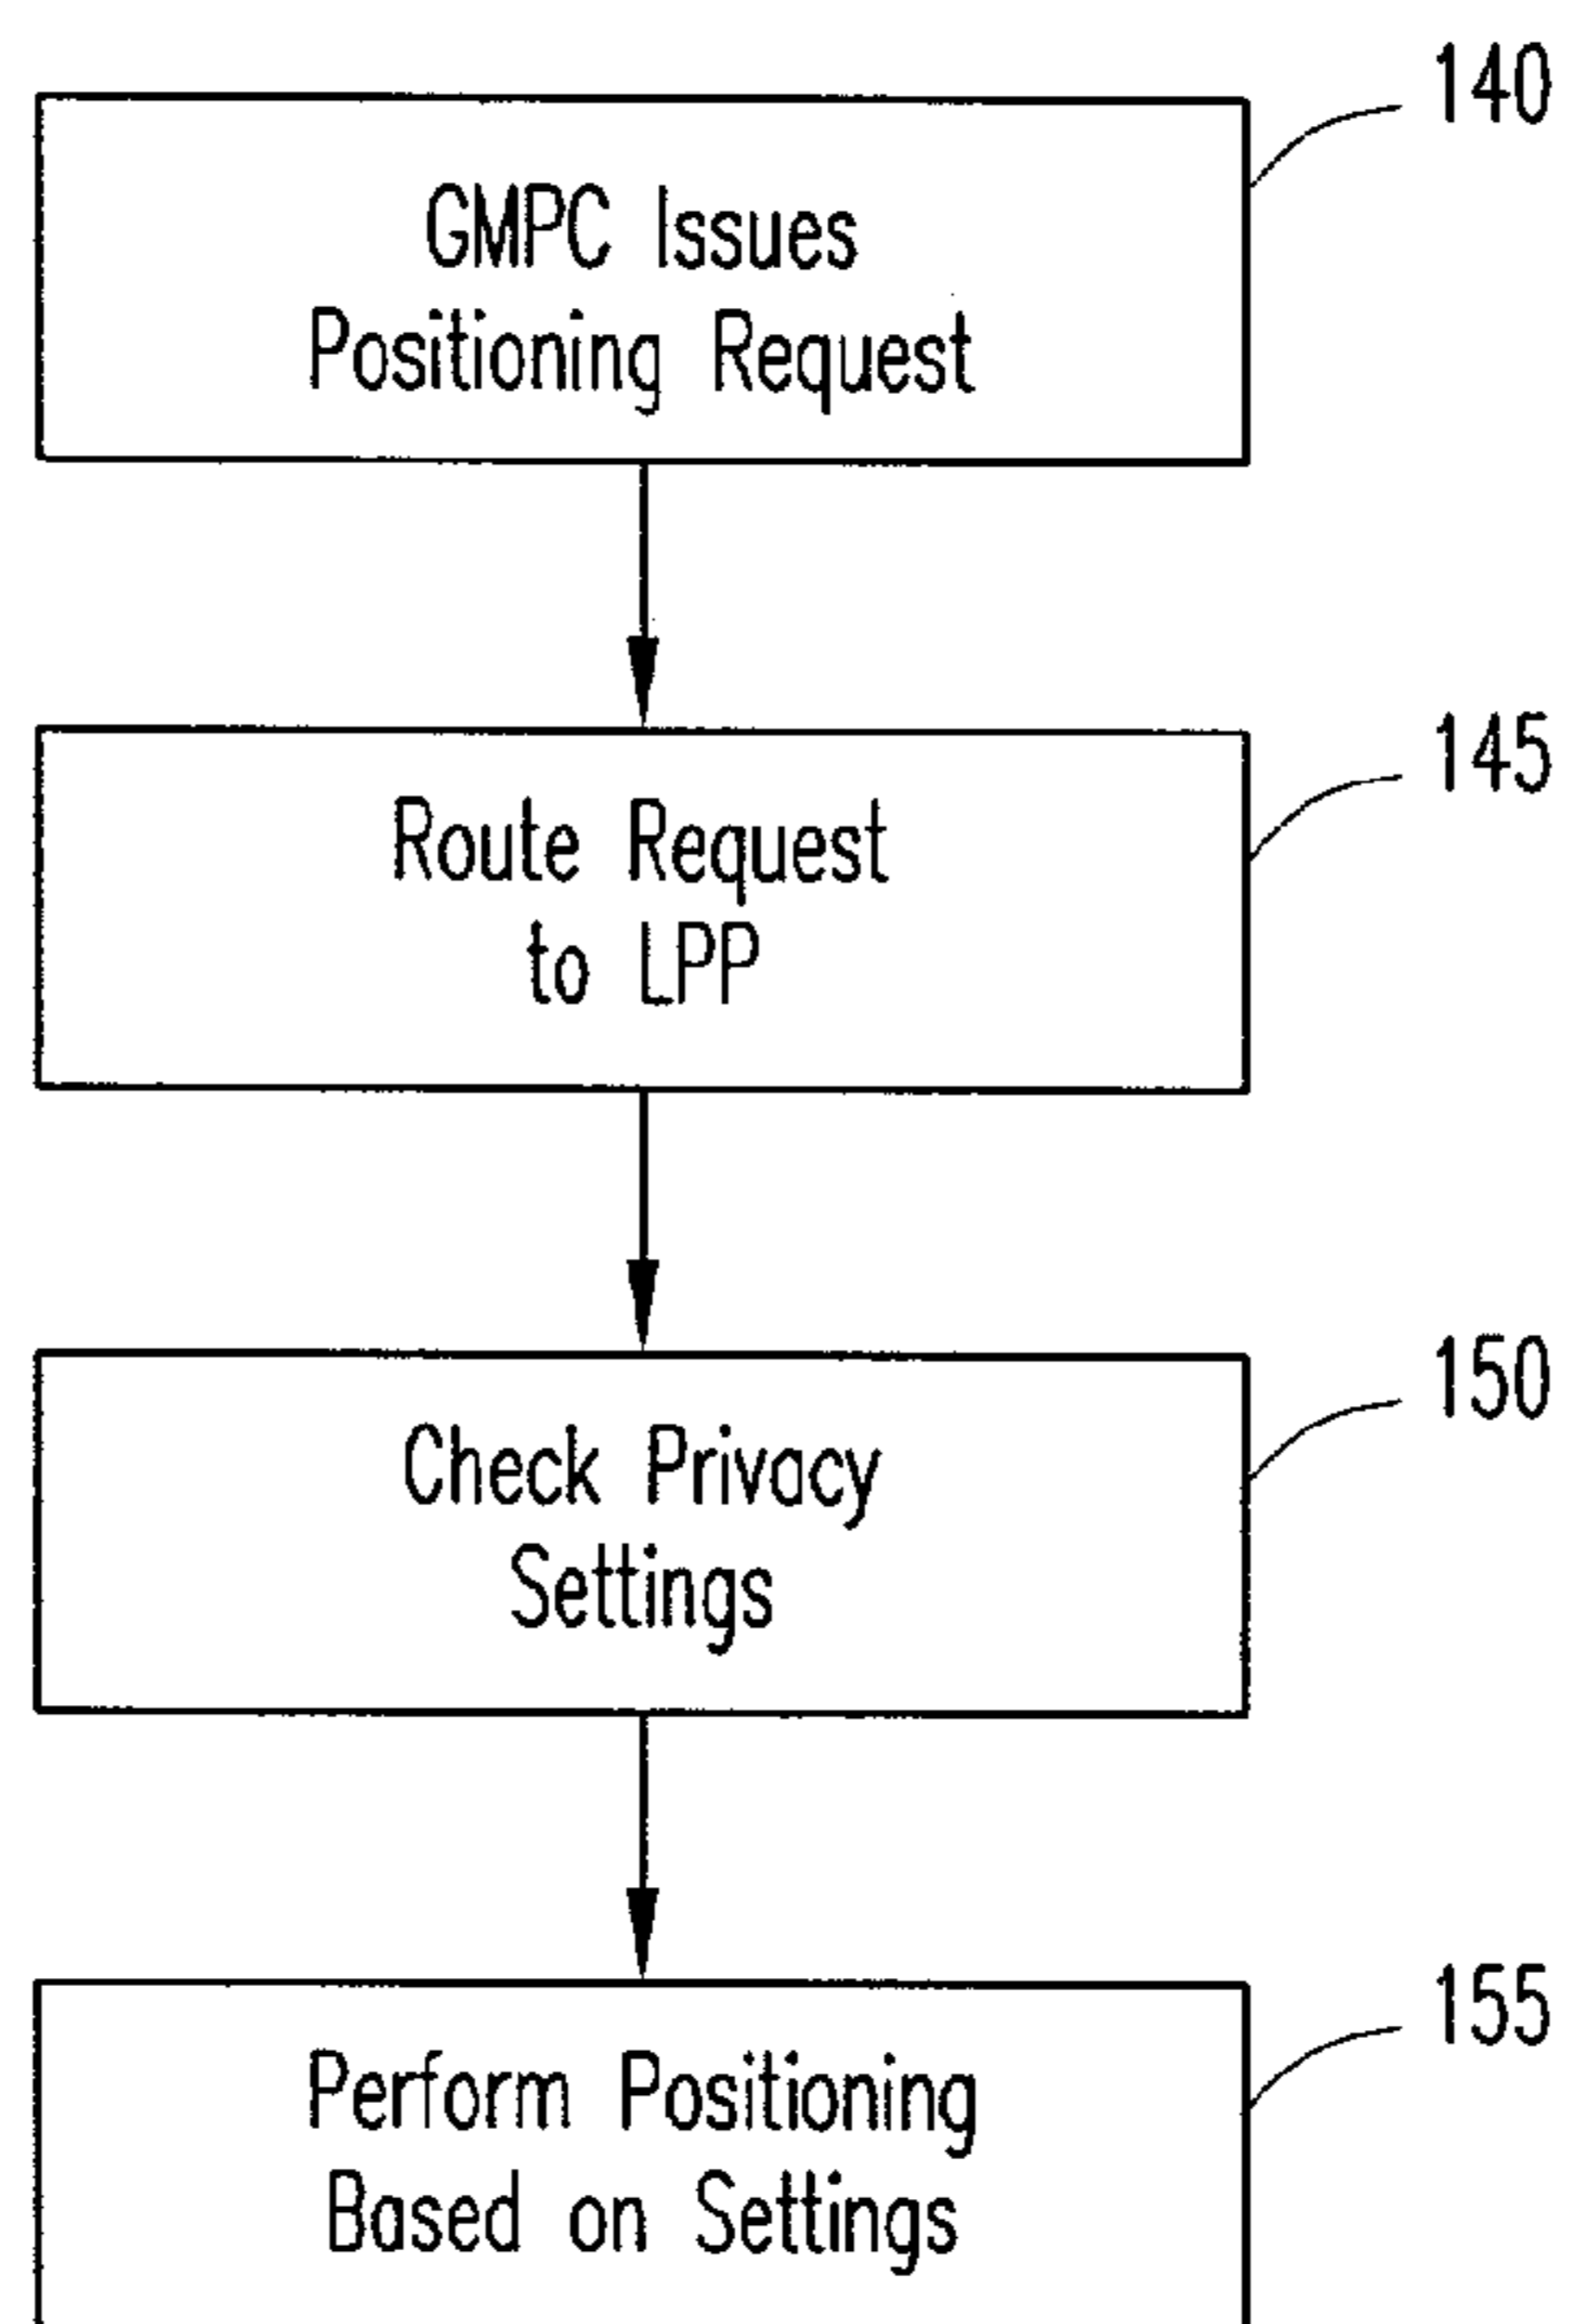 140
GMPC Issues
Positioning Request
145
Route Request
to LPP
150
Check Privacy
Settings
155
Perform Positioning
Based on Settings